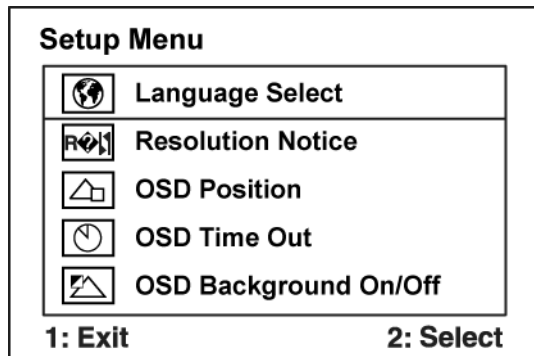 Setup Menu
Language Select
Resolution Notice
OSD Position
OSD Time Out
OSD Background On/Off
1: Exit 2: Select